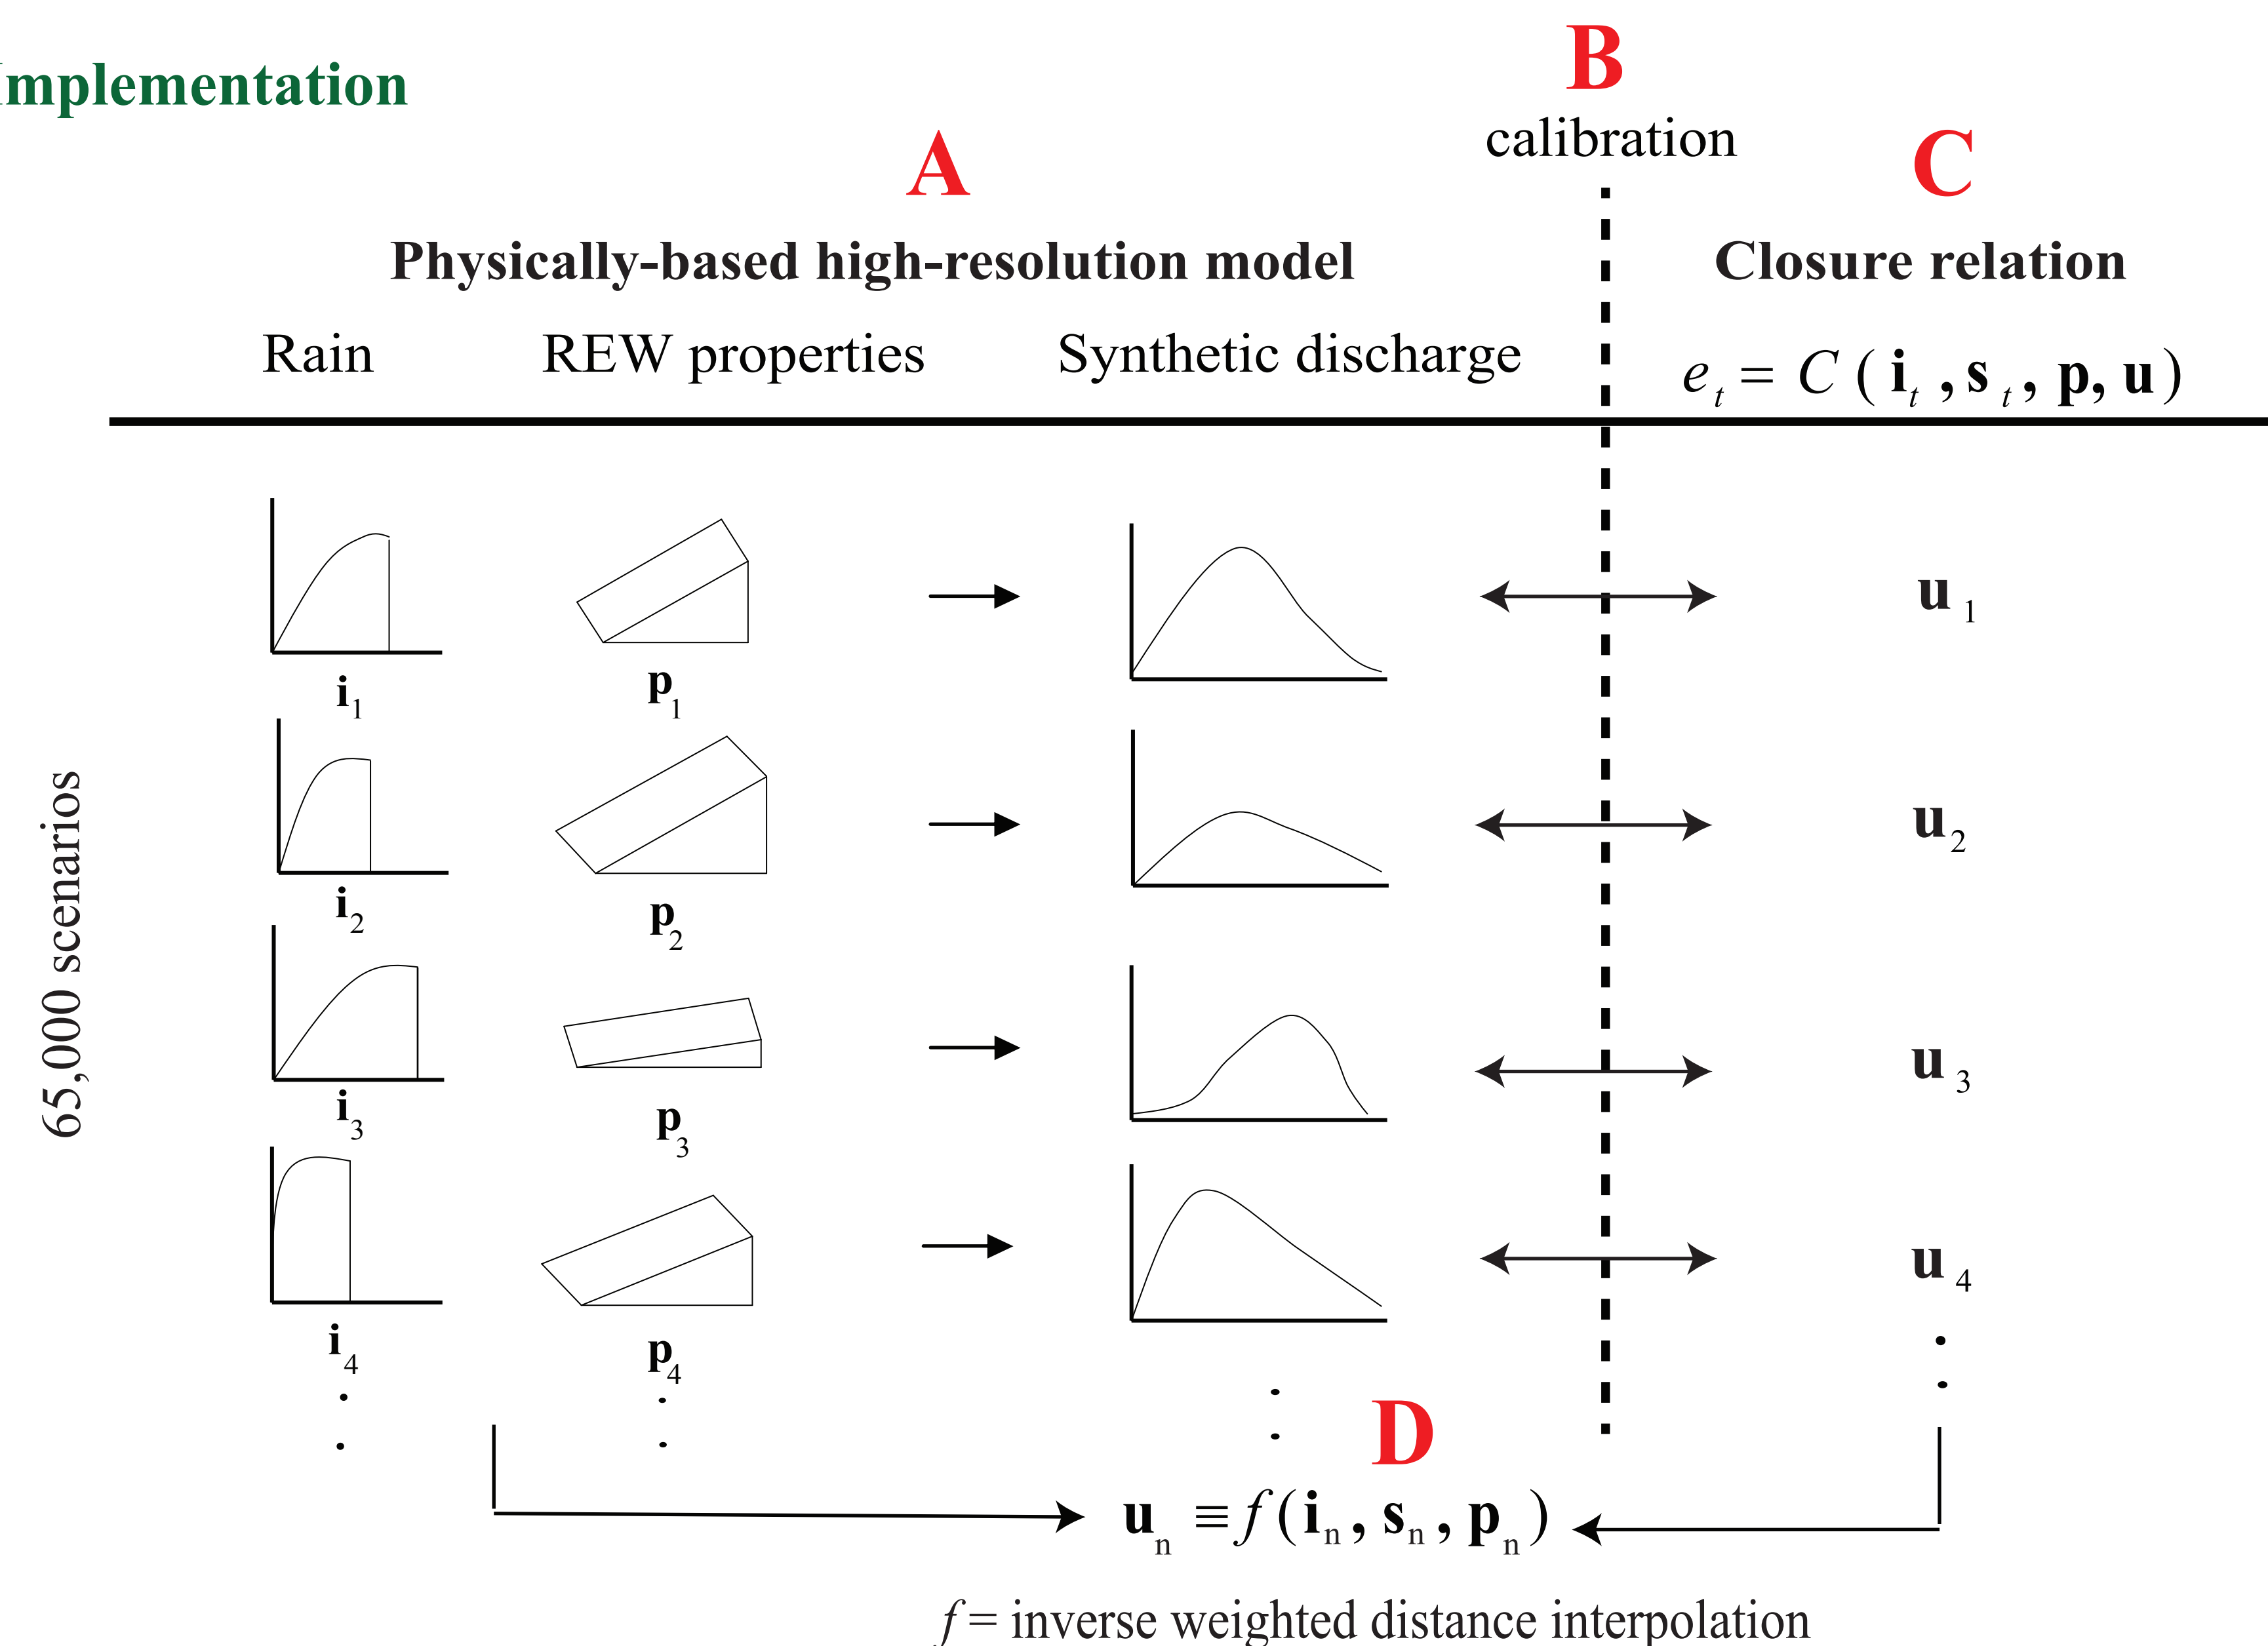 Implementation
A
B
calibration
C
Physically-based high-resolution model
Closure relation
Rain
REW properties
Synthetic discharge
e_t = C ( i_t , s_t , p, u )
65,000 scenarios
i_1
p_1
u_1
i_2
p_2
u_2
i_3
p_3
u_3
i_4
p_4
u_4
D
u_n ≡ f ( i_n , s_n , p_n )
f = inverse weighted distance interpolation